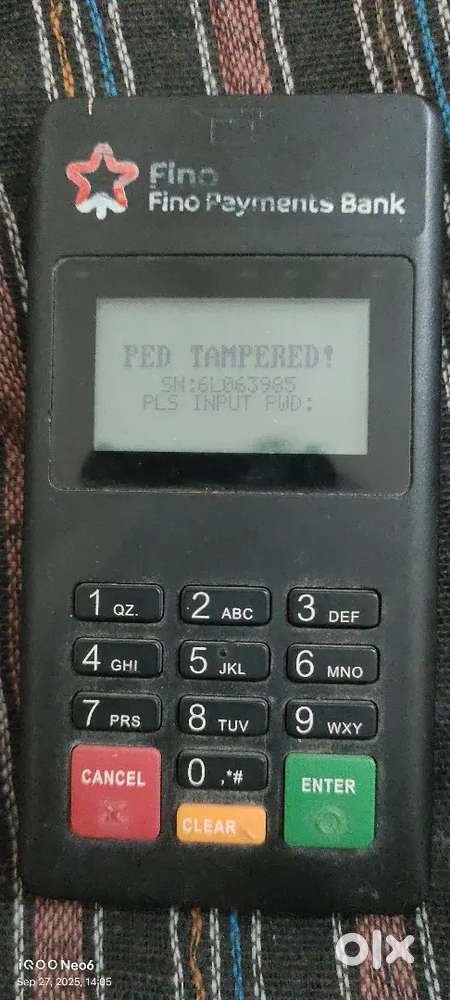 Fino
Fino Payments Bank
PED TAMPERED!
SN:6L063985
PLS INPUT PWD:
1 QZ. 2 ABC 3 DEF
4 GHI 5 JKL 6 MNO
7 PRS 8 TUV 9 WXY
CANCEL 0 ,*# ENTER
CLEAR
iQOO Neo6
Sep 27, 2025, 14:05
olx